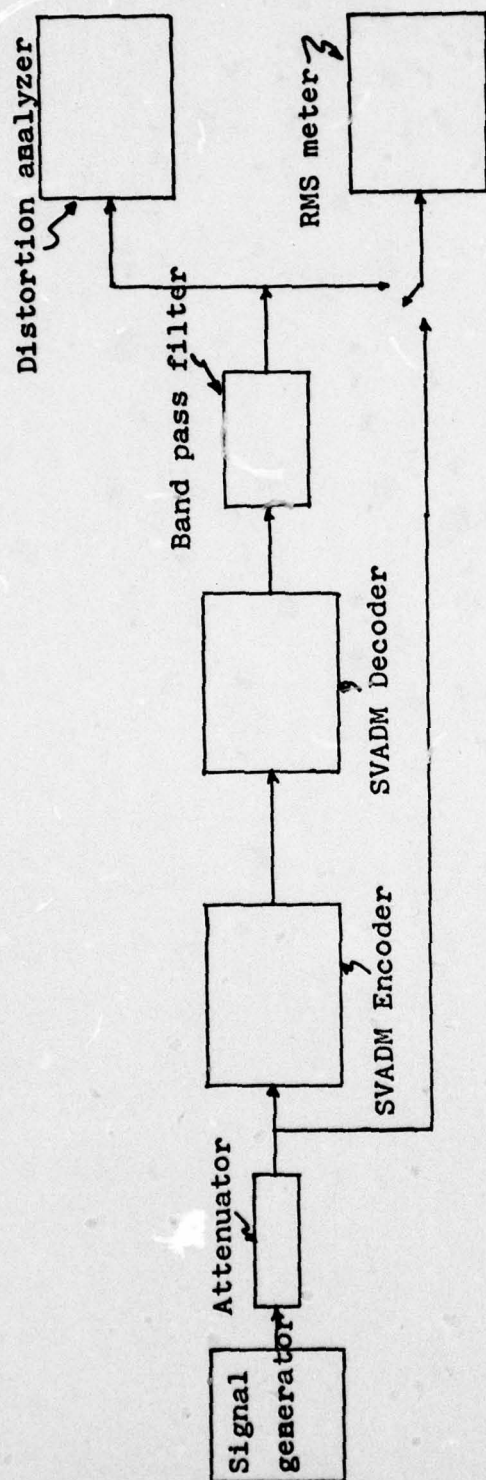 Signal
generator
Attenuator
SVADM Encoder
SVADM Decoder
Band pass filter
Distortion analyzer
RMS meter